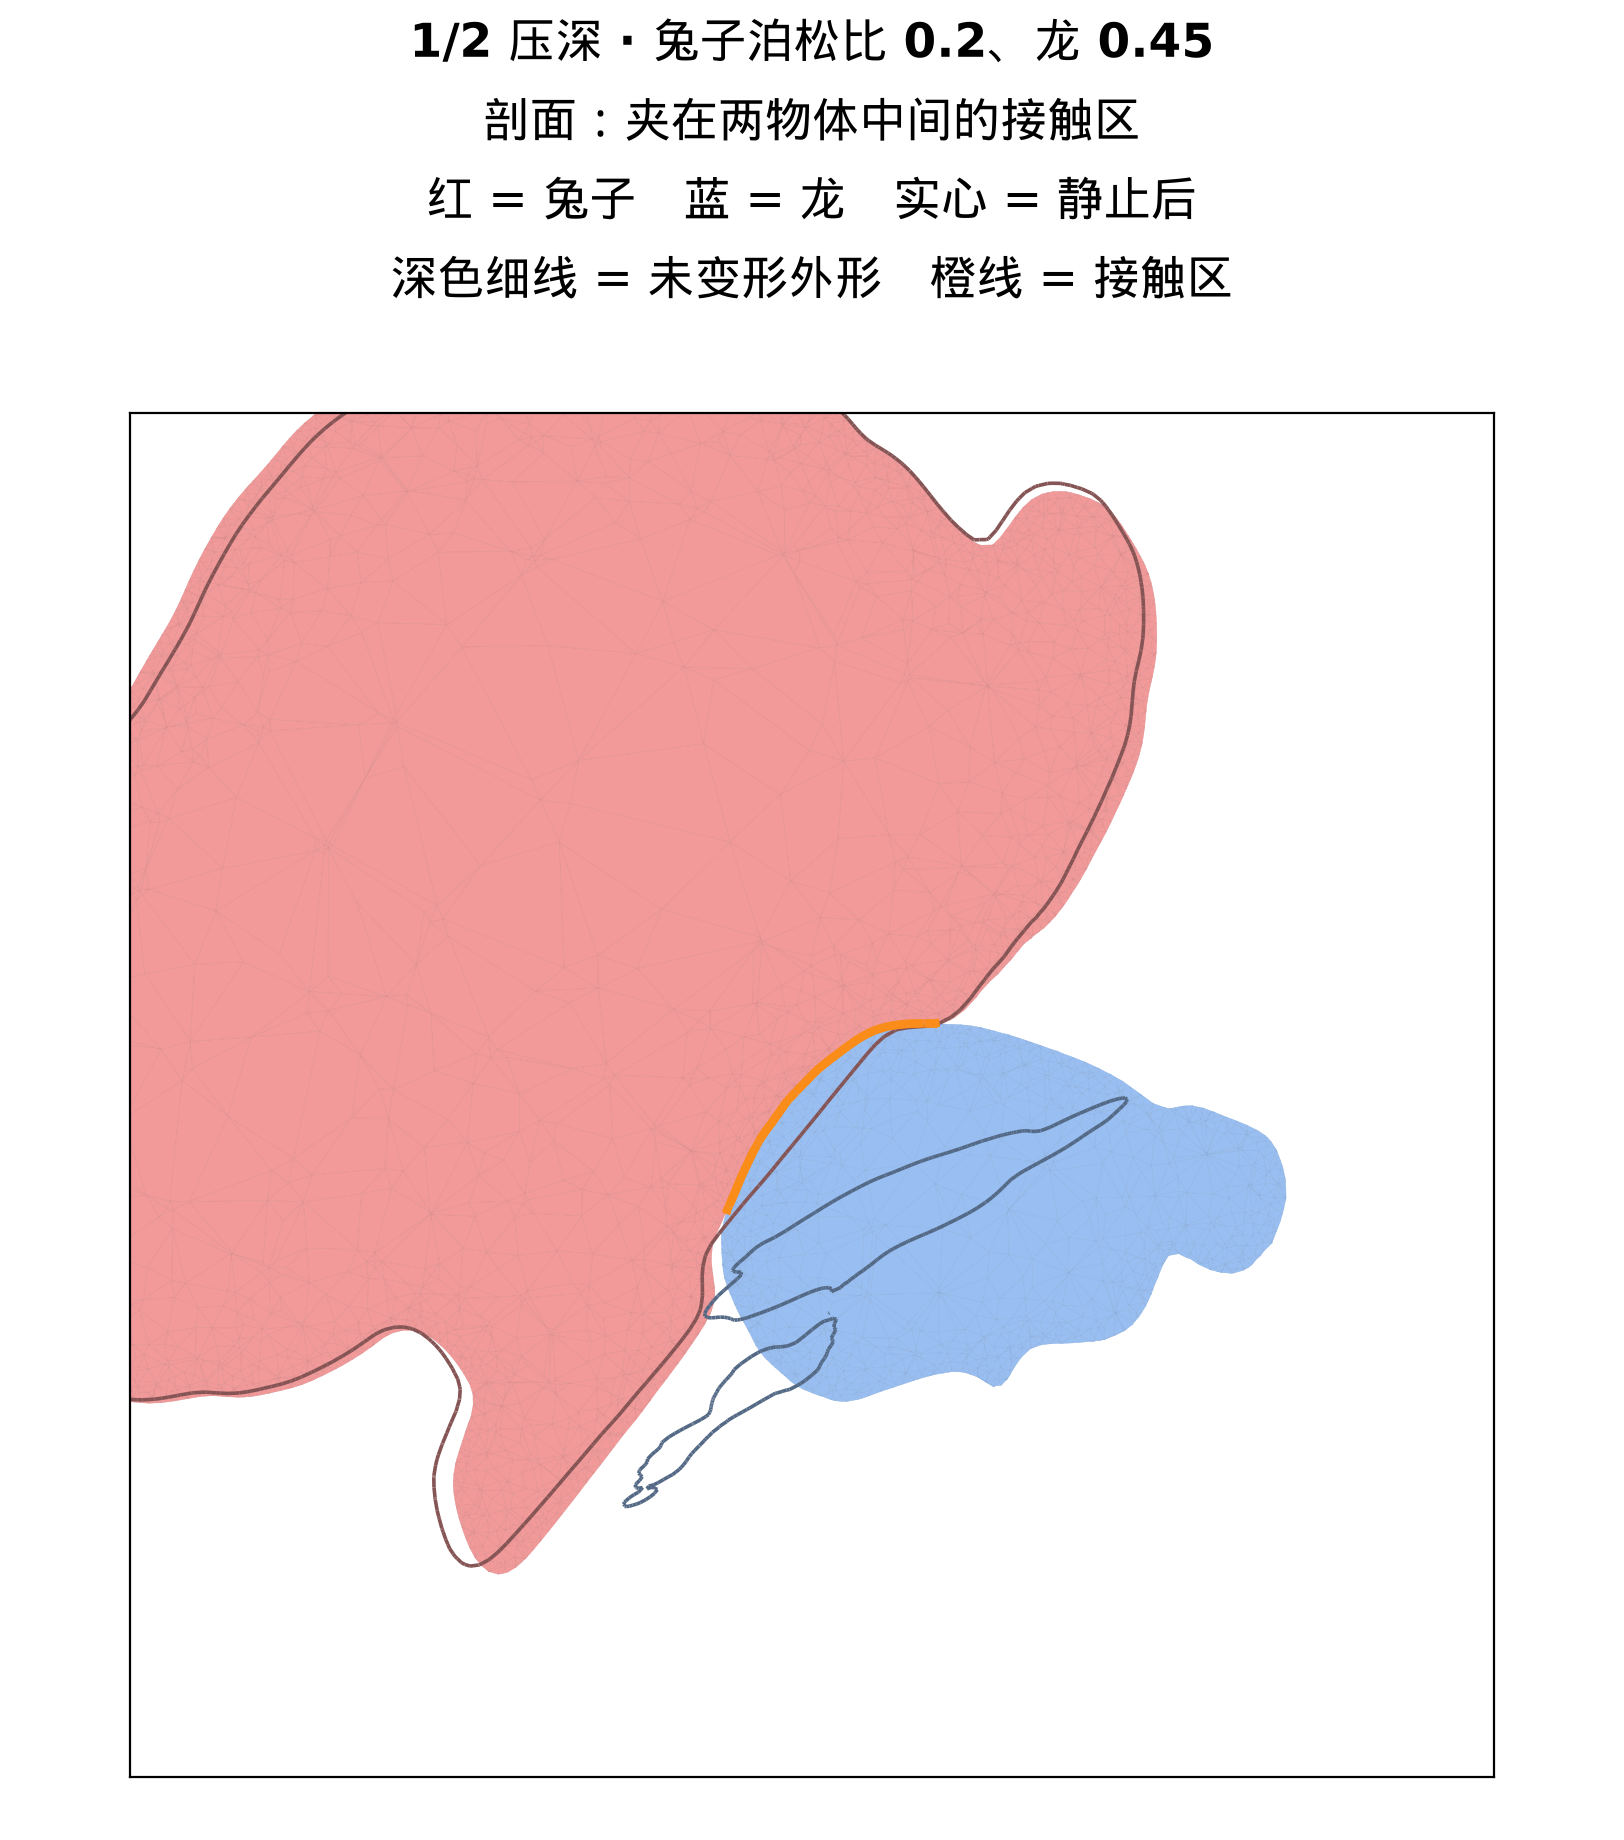 1/2 压深 · 兔子泊松比 0.2、龙 0.45
剖面：夹在两物体中间的接触区
红 = 兔子　蓝 = 龙　实心 = 静止后
深色细线 = 未变形外形　橙线 = 接触区